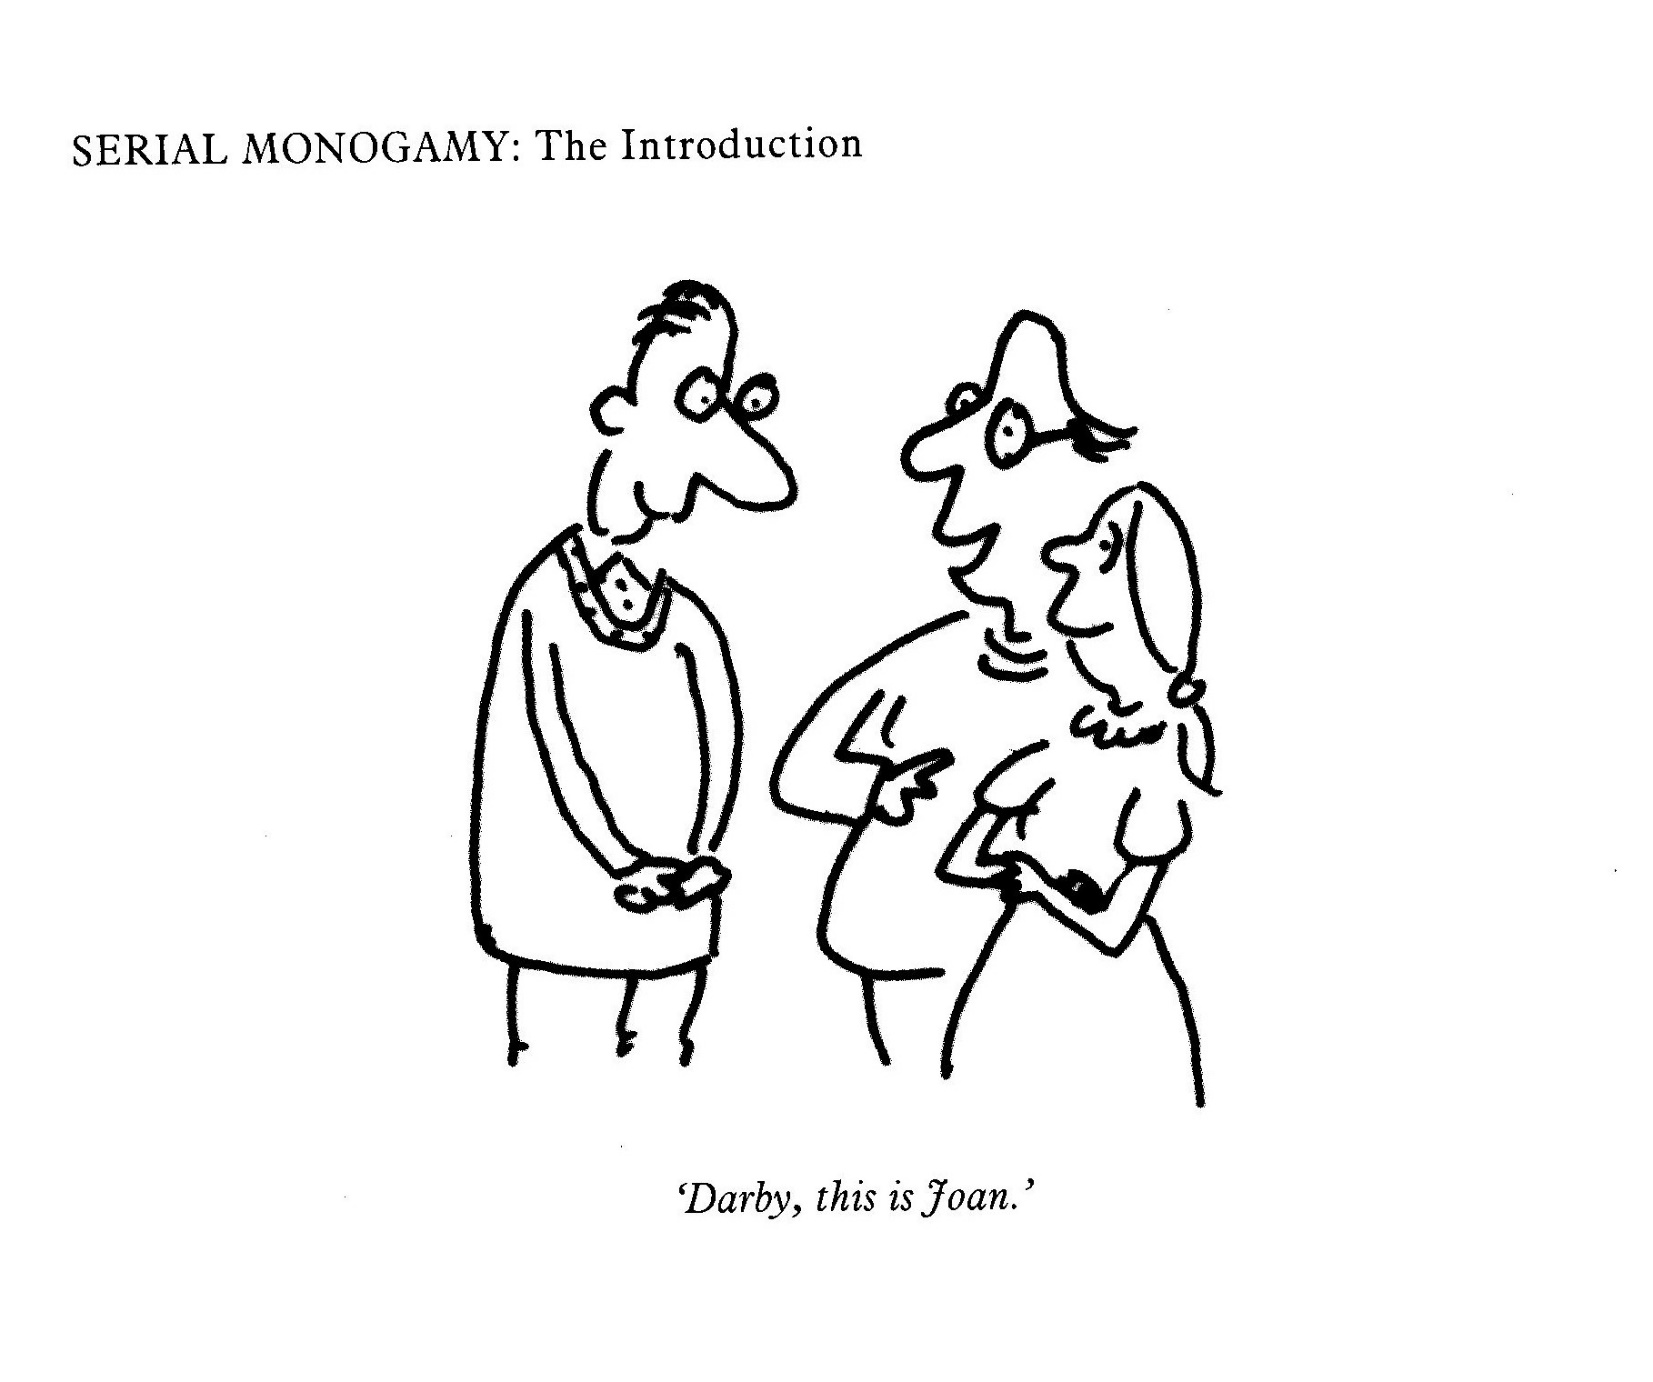 SERIAL MONOGAMY: The Introduction
‘Darby, this is Joan.’